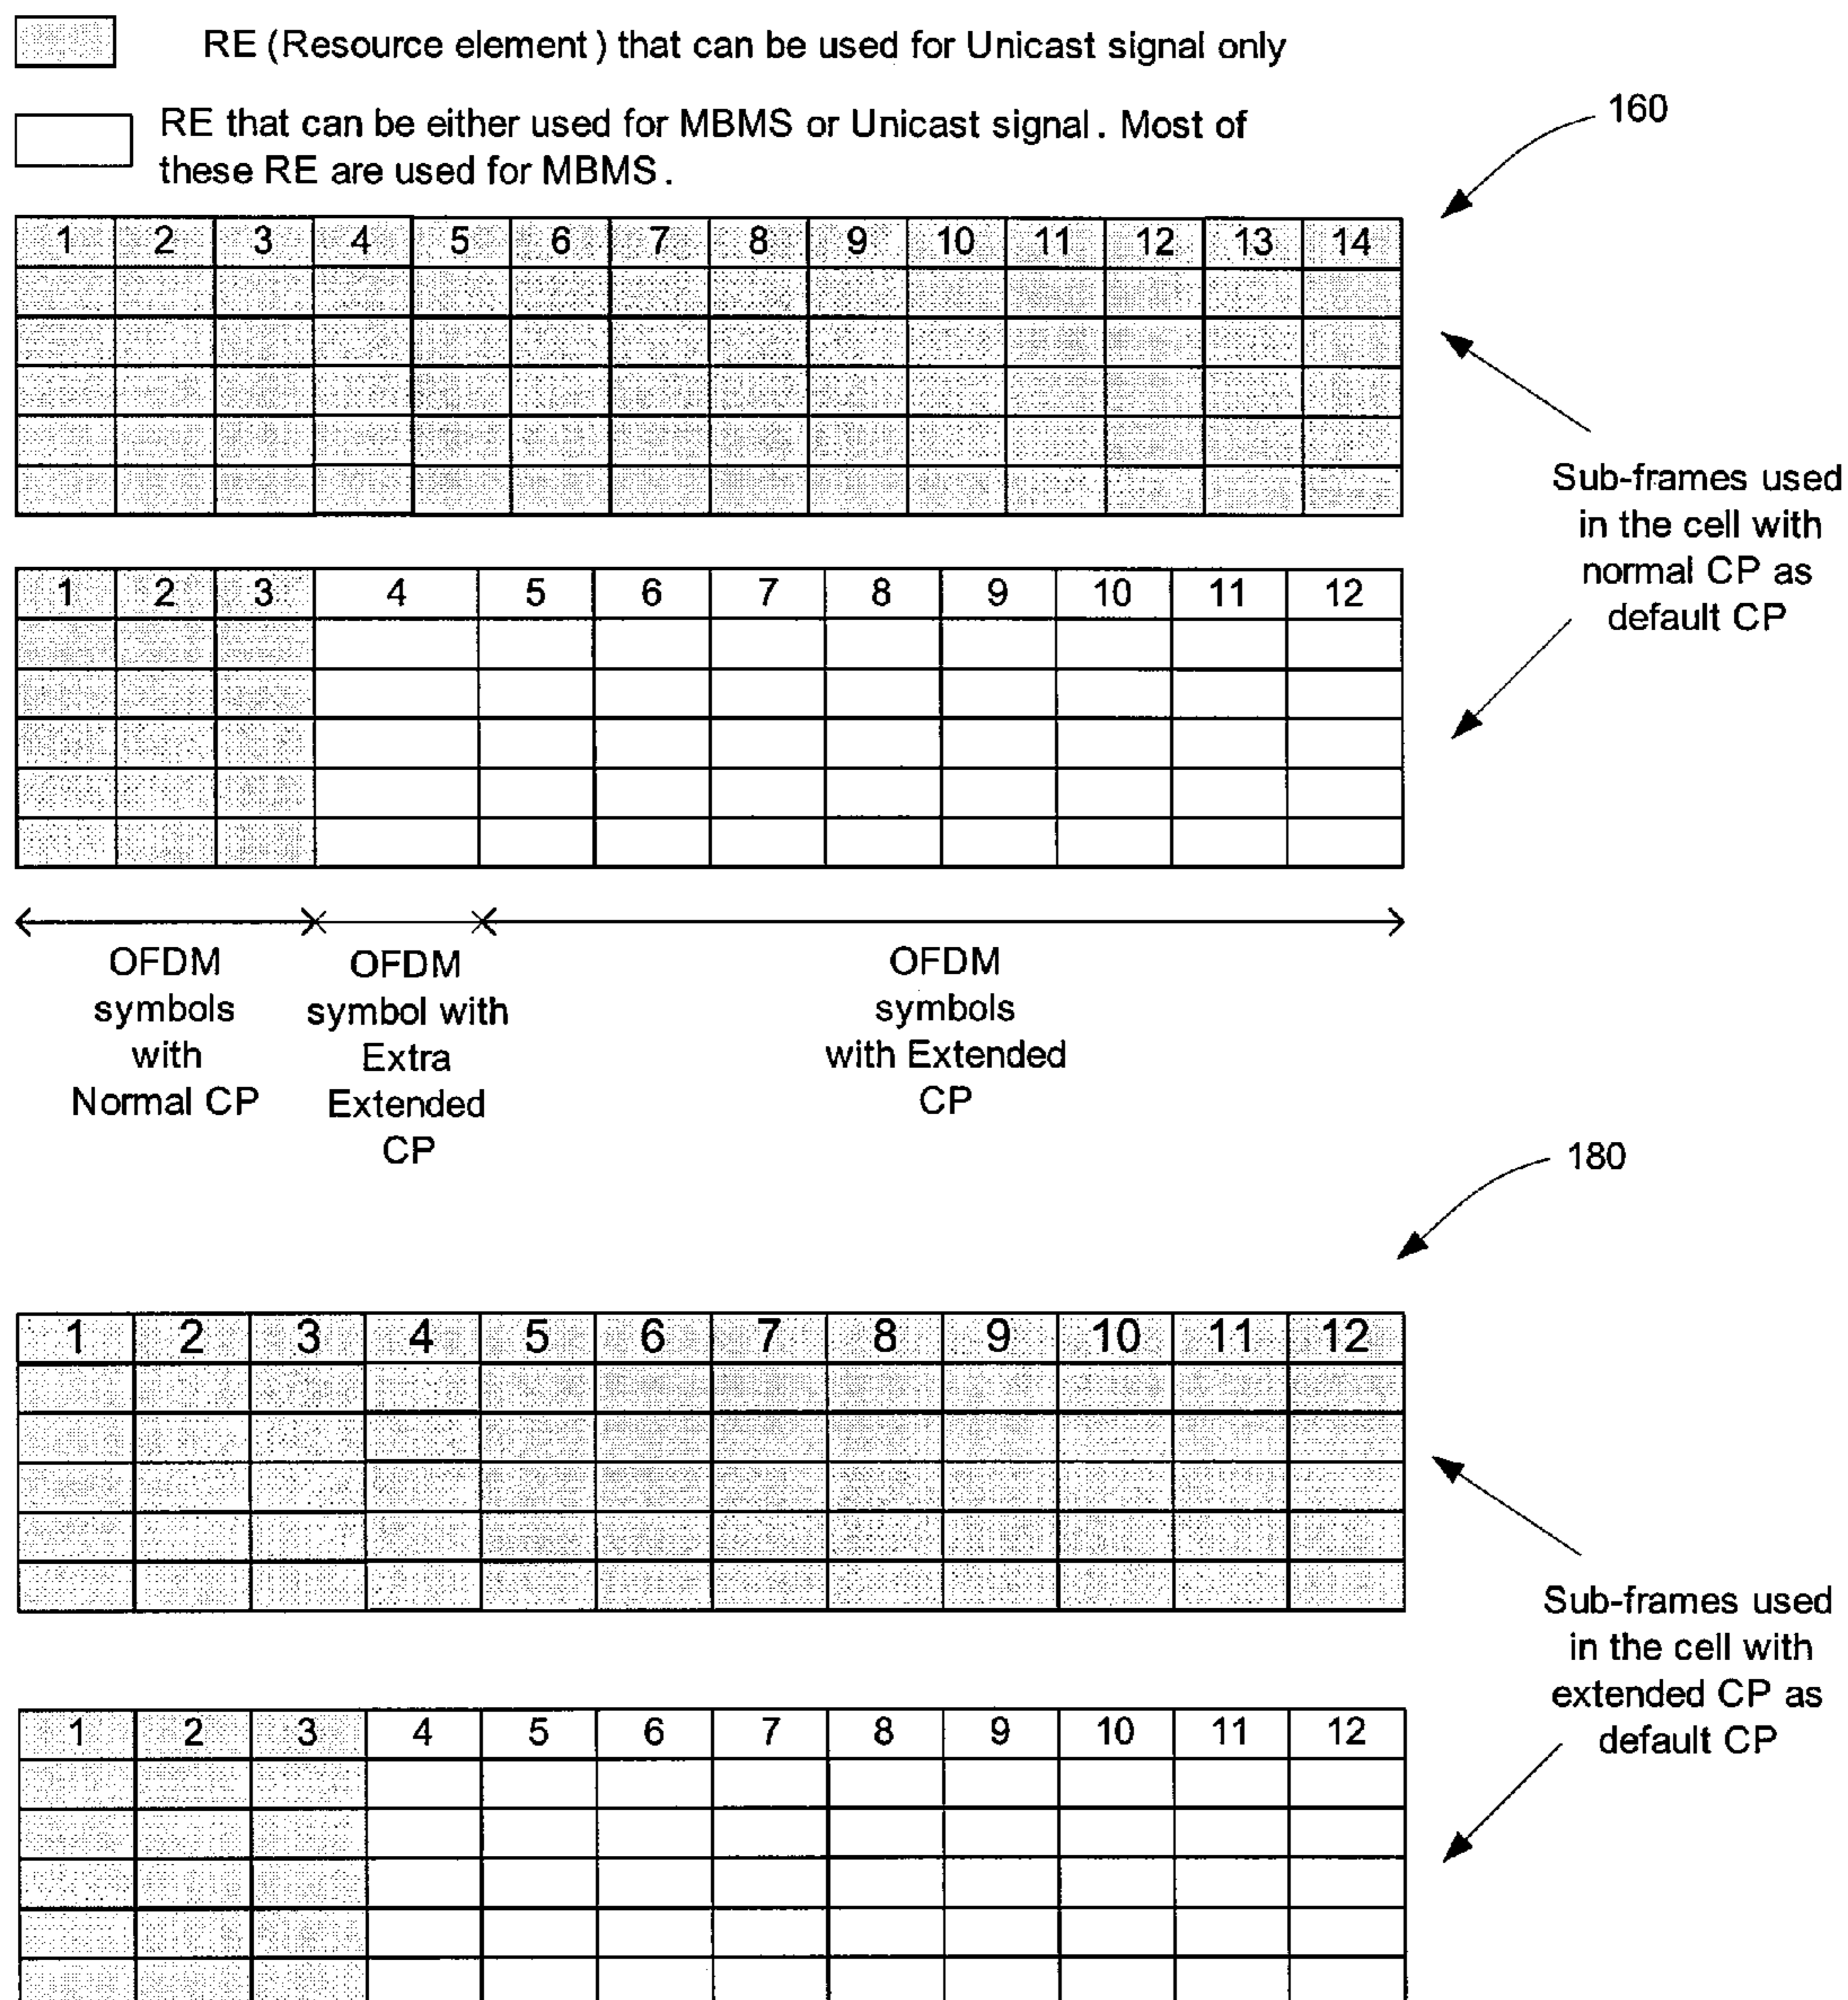 RE (Resource element) that can be used for Unicast signal only
RE that can be either used for MBMS or Unicast signal. Most of
these RE are used for MBMS.
160
1 2 3 4 5 6 7 8 9 10 11 12 13 14
Sub-frames used
in the cell with
normal CP as
default CP
1 2 3 4 5 6 7 8 9 10 11 12
OFDM
symbols
with
Normal CP
OFDM
symbol with
Extra
Extended
CP
OFDM
symbols
with Extended
CP
180
1 2 3 4 5 6 7 8 9 10 11 12
Sub-frames used
in the cell with
extended CP as
default CP
1 2 3 4 5 6 7 8 9 10 11 12